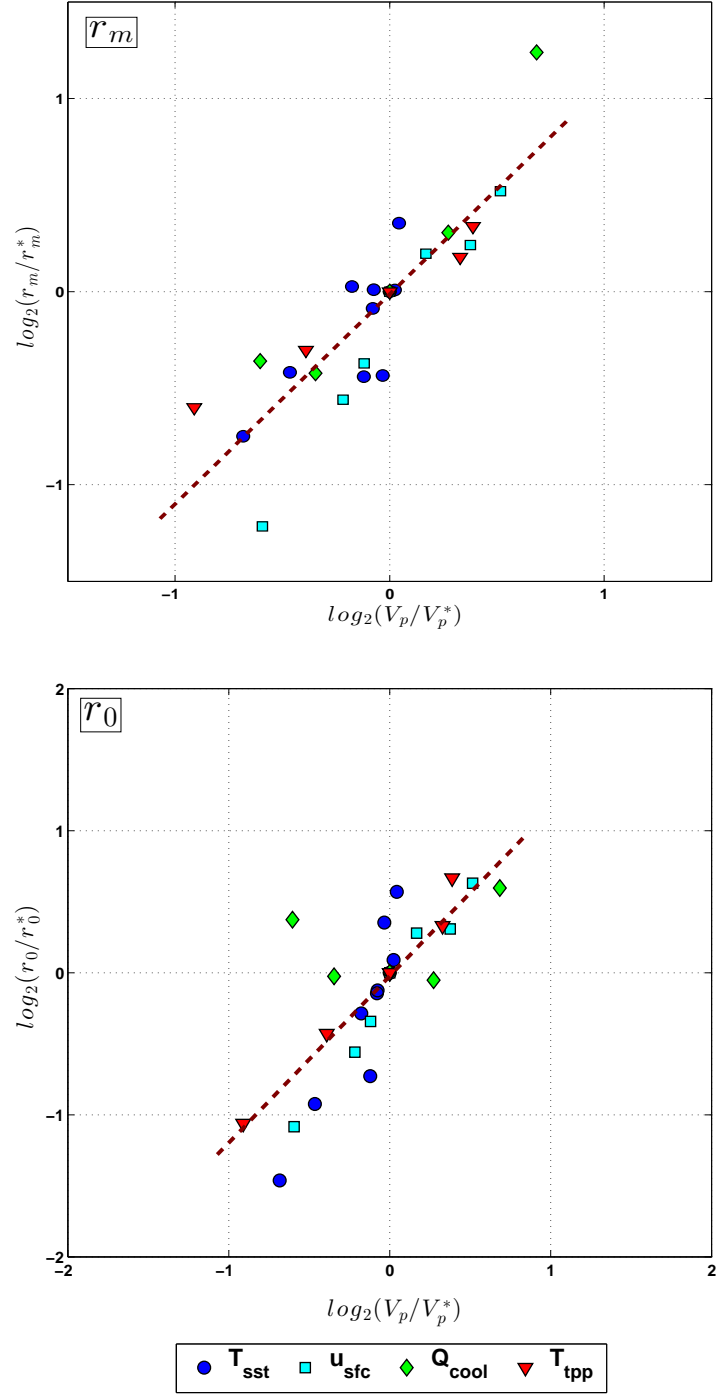 r_m
1
0
−1
−1 0 1
log_2(r_m/r_m^*)
log_2(V_p/V_p^*)
r_0
2
1
0
−1
−2
−2 −1 0 1 2
log_2(r_0/r_0^*)
log_2(V_p/V_p^*)
T_sst u_sfc Q_cool T_tpp